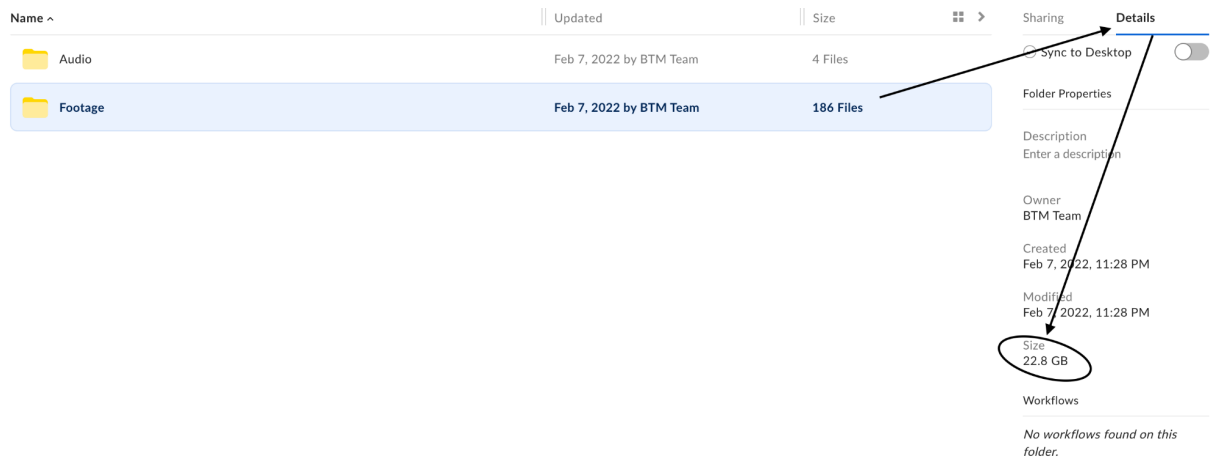 Name
Updated
Size
Audio
Feb 7, 2022 by BTM Team
4 Files
Footage
Feb 7, 2022 by BTM Team
186 Files
Sharing
Details
Sync to Desktop
Folder Properties
Description
Enter a description
Owner
BTM Team
Created
Feb 7, 2022, 11:28 PM
Modified
Feb 7, 2022, 11:28 PM
Size
22.8 GB
Workflows
No workflows found on this
folder.